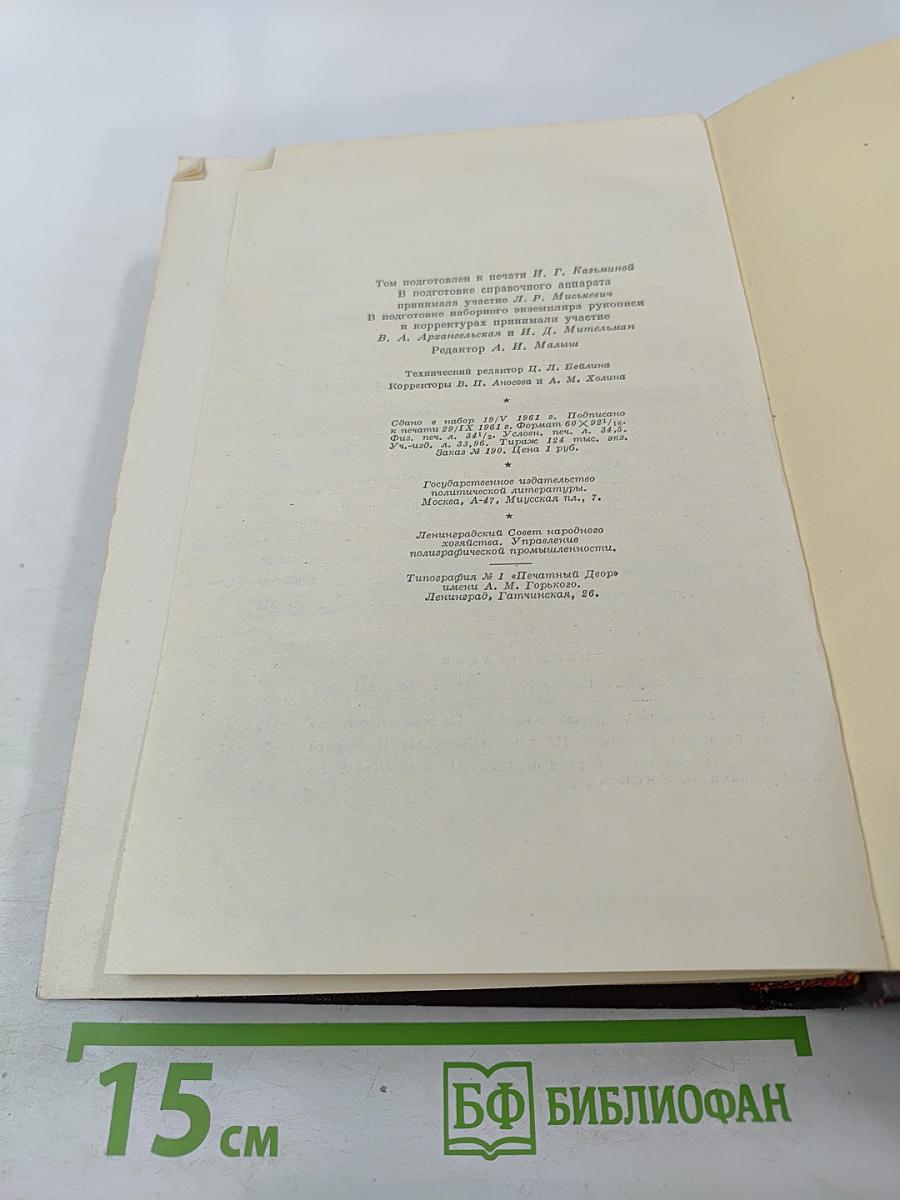 Том подготовлен к печати И. Г. Казьминой
В подготовке справочного аппарата
принимала участие Л. Р. Миськевич
В подготовке наборного экземпляра рукописи
и корректурах принимали участие
В. А. Архангельская и И. Д. Мительман
Редактор А. И. Малыш
Технический редактор Ц. Л. Бейлина
Корректоры В. П. Аносова и А. М. Холина
★
Сдано в набор 19/V 1961 г. Подписано
к печати 29/IX 1961 г. Формат 60×92¹/₁₆.
Физ. печ. л. 34¹/₂. Условн. печ. л. 34,5.
Уч.-изд. л. 33,96. Тираж 124 тыс. экз.
Заказ № 190. Цена 1 руб.
★
Государственное издательство
политической литературы.
Москва, А-47, Миусская пл., 7.
★
Ленинградский Совет народного
хозяйства. Управление
полиграфической промышленности.
Типография № 1 «Печатный Двор»
имени А. М. Горького.
Ленинград, Гатчинская, 26.
15 см
БФ БИБЛИОФАН